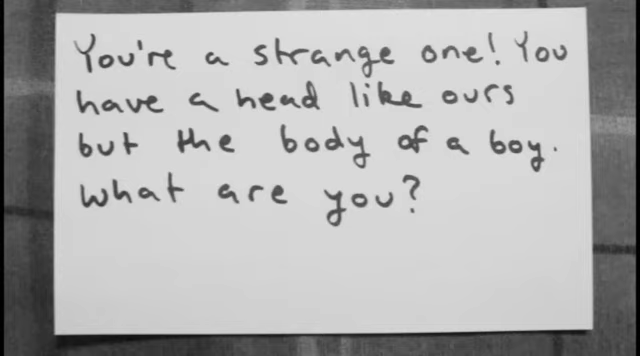 You're a strange one! You
have a head like ours
but the body of a boy.
What are you?